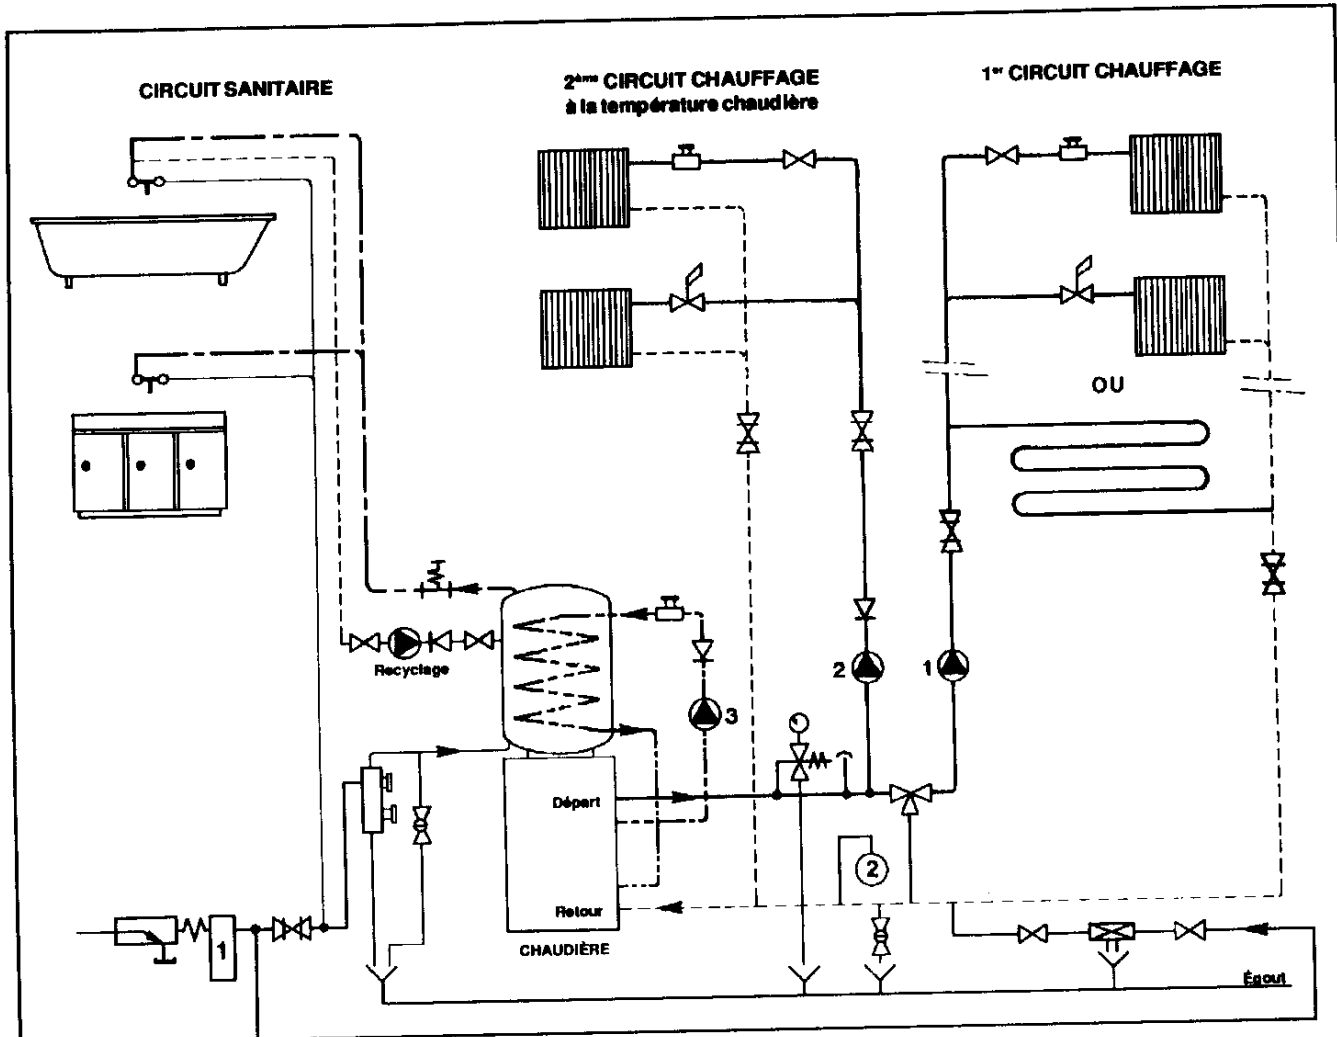 CIRCUIT SANITAIRE
2ème CIRCUIT CHAUFFAGE
à la température chaudière
1er CIRCUIT CHAUFFAGE
OU
Recyclage
3
2
1
Départ
2
Retour
1
CHAUDIÈRE
Égout